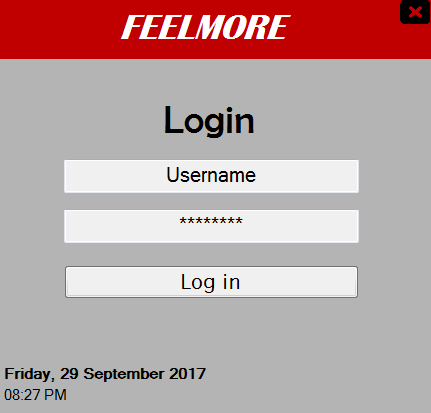 FEELMORE
Login
Username
********
Log in
Friday, 29 September 2017
08:27 PM